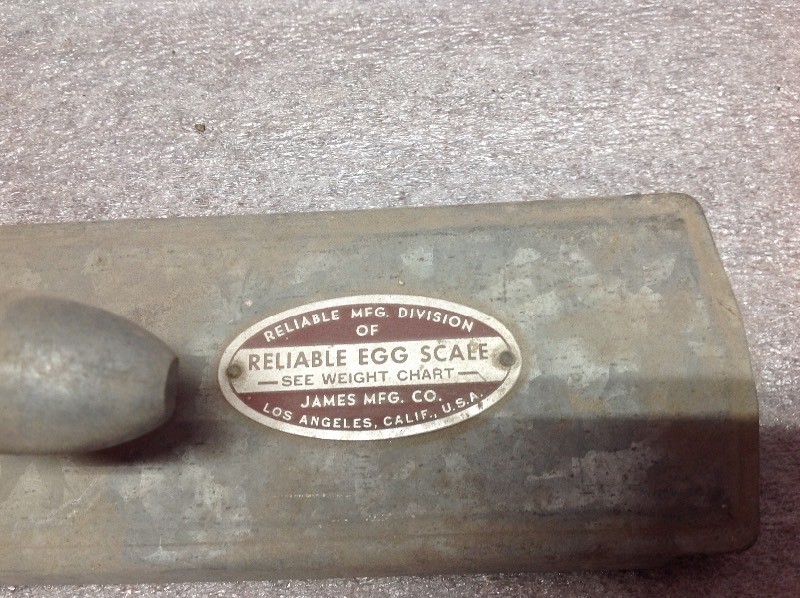 RELIABLE MFG. DIVISION
OF
RELIABLE EGG SCALE
—SEE WEIGHT CHART—
JAMES MFG. CO.
LOS ANGELES, CALIF., U.S.A.